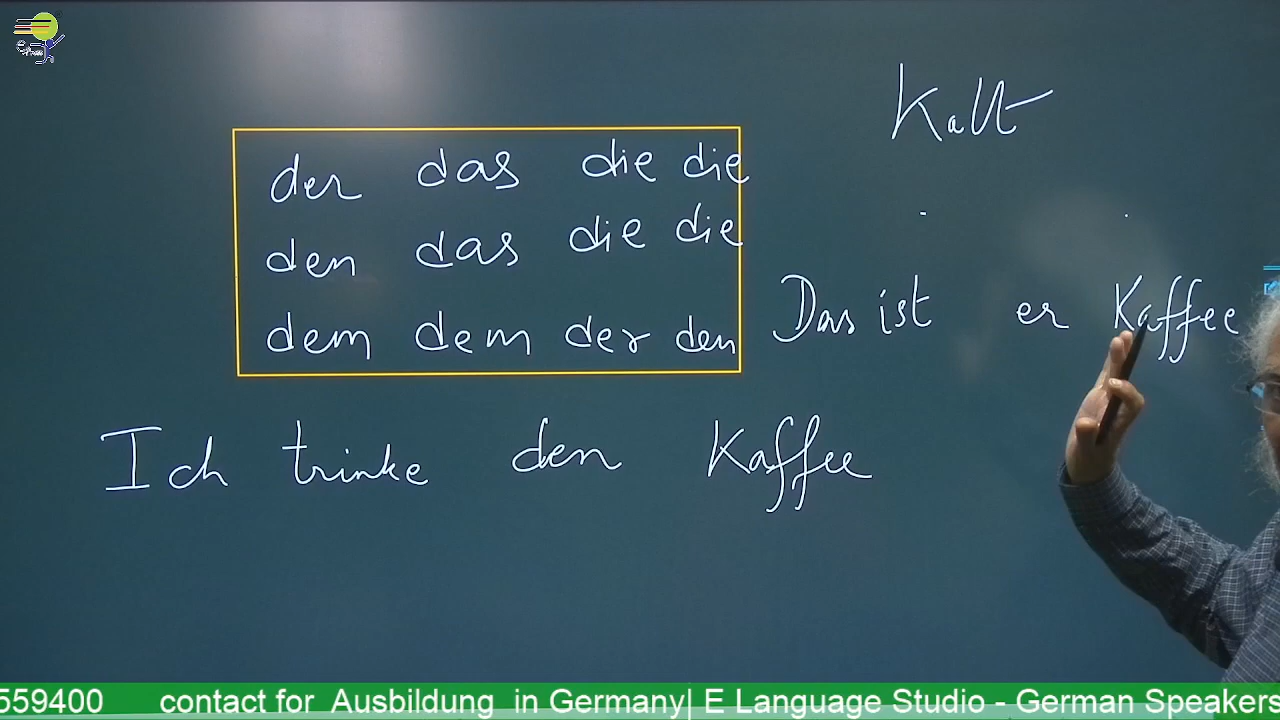 Kalt
der das die die
den das die die
dem dem der den
Das ist er Kaffee
Ich trinke den Kaffee
559400 contact for Ausbildung in Germany| E Language Studio - German Speakers